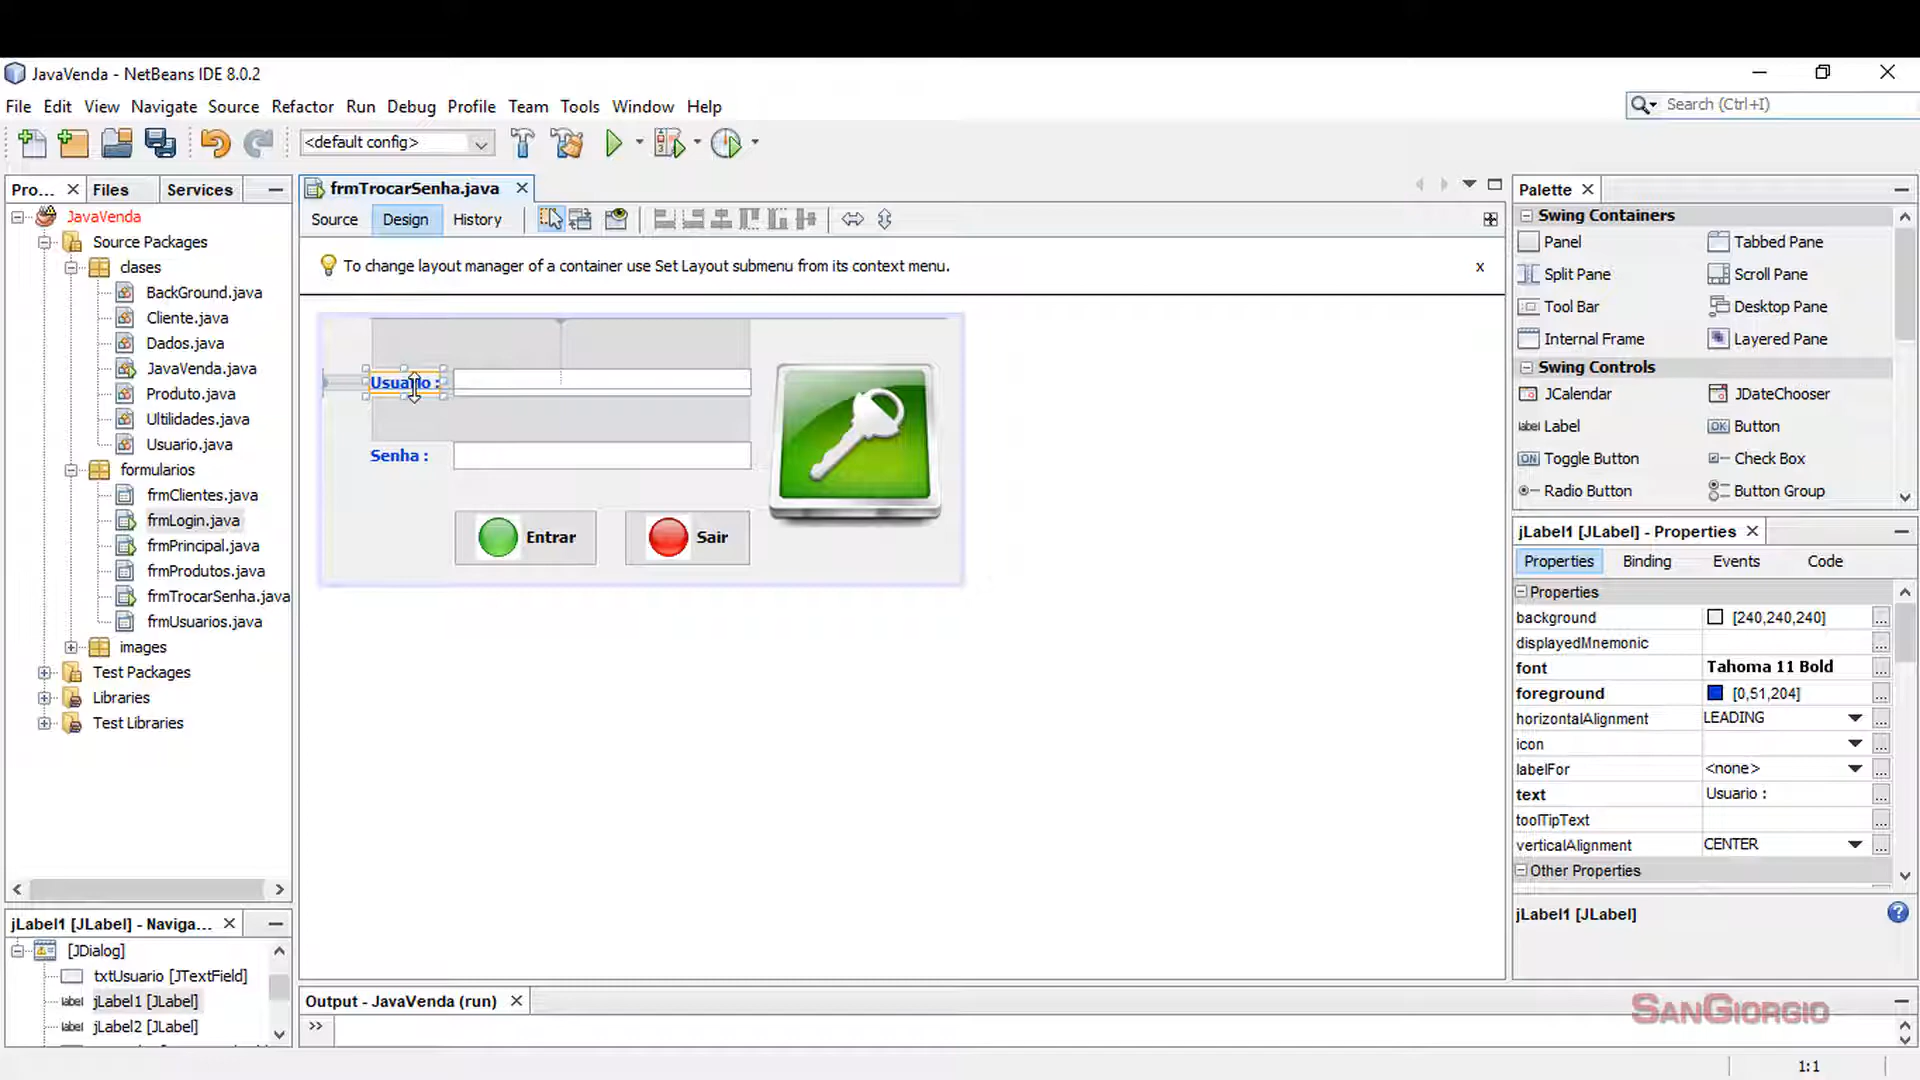 JavaVenda - NetBeans IDE 8.0.2
File Edit View Navigate Source Refactor Run Debug Profile Team Tools Window Help
Search (Ctrl+I)
<default config>
Pro... Files Services
JavaVenda
Source Packages
clases
BackGround.java
Cliente.java
Dados.java
JavaVenda.java
Produto.java
Ultilidades.java
Usuario.java
formularios
frmClientes.java
frmLogin.java
frmPrincipal.java
frmProdutos.java
frmTrocarSenha.java
frmUsuarios.java
images
Test Packages
Libraries
Test Libraries
jLabel1 [JLabel] - Naviga...
[JDialog]
txtUsuario [JTextField]
label jLabel1 [JLabel]
label jLabel2 [JLabel]
frmTrocarSenha.java
Source Design History
To change layout manager of a container use Set Layout submenu from its context menu.
x
Usuario :
Senha :
Entrar
Sair
Output - JavaVenda (run)
>>
Palette
Swing Containers
Panel Tabbed Pane
Split Pane Scroll Pane
Tool Bar Desktop Pane
Internal Frame Layered Pane
Swing Controls
JCalendar JDateChooser
label Label OK Button
ON Toggle Button Check Box
Radio Button Button Group
jLabel1 [JLabel] - Properties
Properties Binding Events Code
Properties
background [240,240,240] ...
displayedMnemonic ...
font Tahoma 11 Bold ...
foreground [0,51,204] ...
horizontalAlignment LEADING ...
icon ...
labelFor <none> ...
text Usuario : ...
toolTipText ...
verticalAlignment CENTER ...
Other Properties
jLabel1 [JLabel]
SanGiorgio
1:1